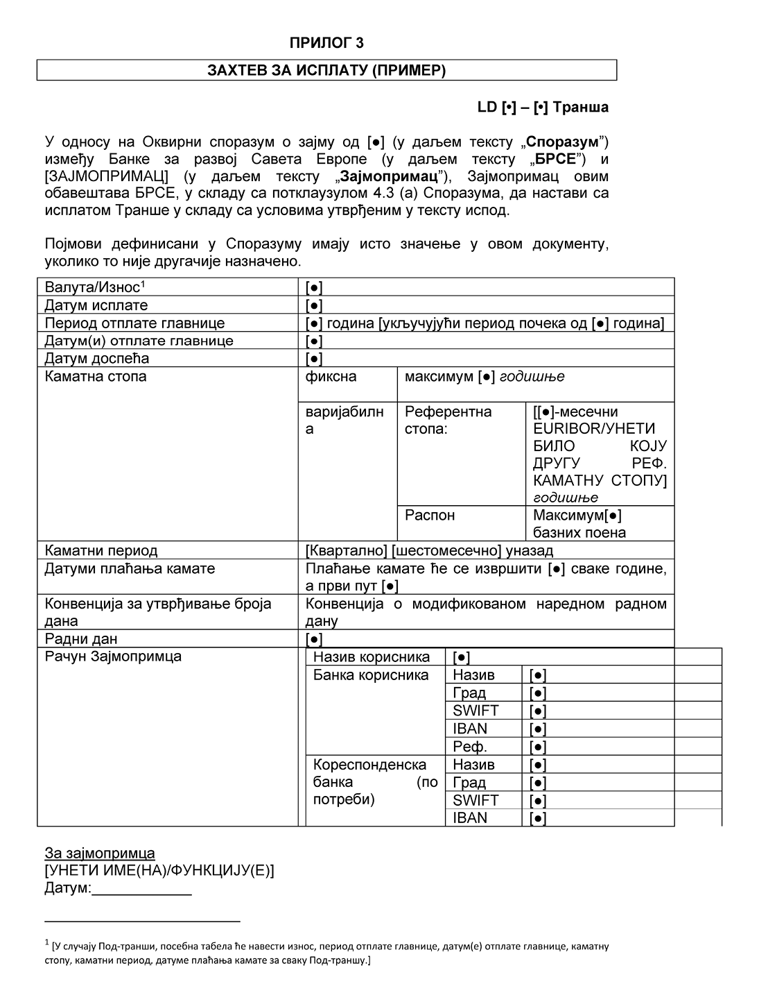 ПРИЛОГ 3
ЗАХТЕВ ЗА ИСПЛАТУ (ПРИМЕР)
LD [•] – [•] Транша
У односу на Оквирни споразум о зајму од [●] (у даљем тексту „Споразум”)
између Банке за развој Савета Европе (у даљем тексту „БРСЕ”) и
[ЗАЈМОПРИМАЦ] (у даљем тексту „Зајмопримац”), Зајмопримац овим
обавештава БРСЕ, у складу са потклаузулом 4.3 (а) Споразума, да настави са
исплатом Транше у складу са условима утврђеним у тексту испод.
Појмови дефинисани у Споразуму имају исто значење у овом документу,
уколико то није другачије назначено.
Валута/Износ1 [●]
Датум исплате [●]
Период отплате главнице [●] година [укључујући период почека од [●] година]
Датум(и) отплате главнице [●]
Датум доспећа [●]
Каматна стопа фиксна максимум [●] годишње
варијабилн Референтна [[●]-месечни
а стопа: EURIBOR/УНЕТИ
БИЛО КОЈУ
ДРУГУ РЕФ.
КАМАТНУ СТОПУ]
годишње
Распон Максимум[●]
базних поена
Каматни период [Квартално] [шестомесечно] уназад
Датуми плаћања камате Плаћање камате ће се извршити [●] сваке године,
а први пут [●]
Конвенција за утврђивање броја Конвенција о модификованом наредном радном
дана дану
Радни дан [●]
Рачун Зајмопримца Назив корисника [●]
Банка корисника Назив [●]
Град [●]
SWIFT [●]
IBAN [●]
Реф. [●]
Кореспонденска Назив [●]
банка (по Град [●]
потреби) SWIFT [●]
IBAN [●]
За зајмопримца
[УНЕТИ ИМЕ(НА)/ФУНКЦИЈУ(Е)]
Датум:____________
1 [У случају Под-транши, посебна табела ће навести износ, период отплате главнице, датум(е) отплате главнице, каматну
стопу, каматни период, датуме плаћања камате за сваку Под-траншу.]